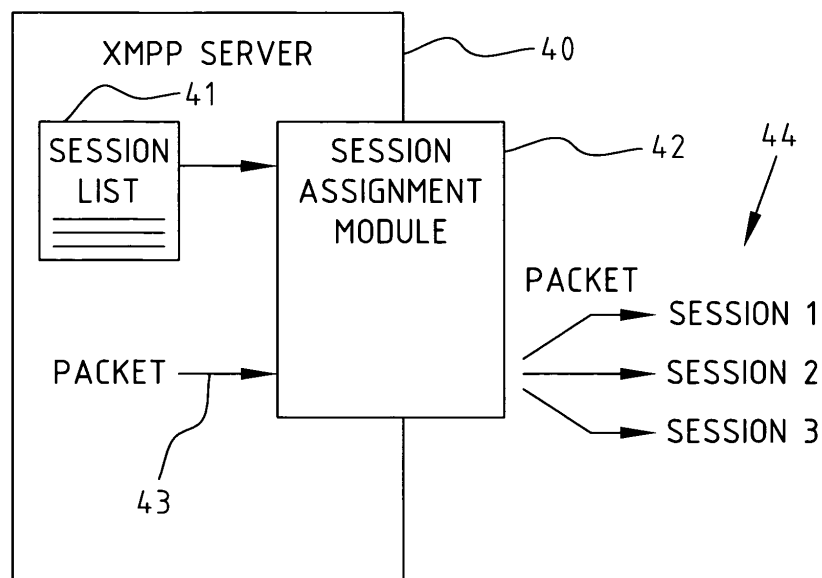 XMPP SERVER
40
41
SESSION
LIST
SESSION
ASSIGNMENT
MODULE
42
44
PACKET
SESSION 1
PACKET
SESSION 2
SESSION 3
43